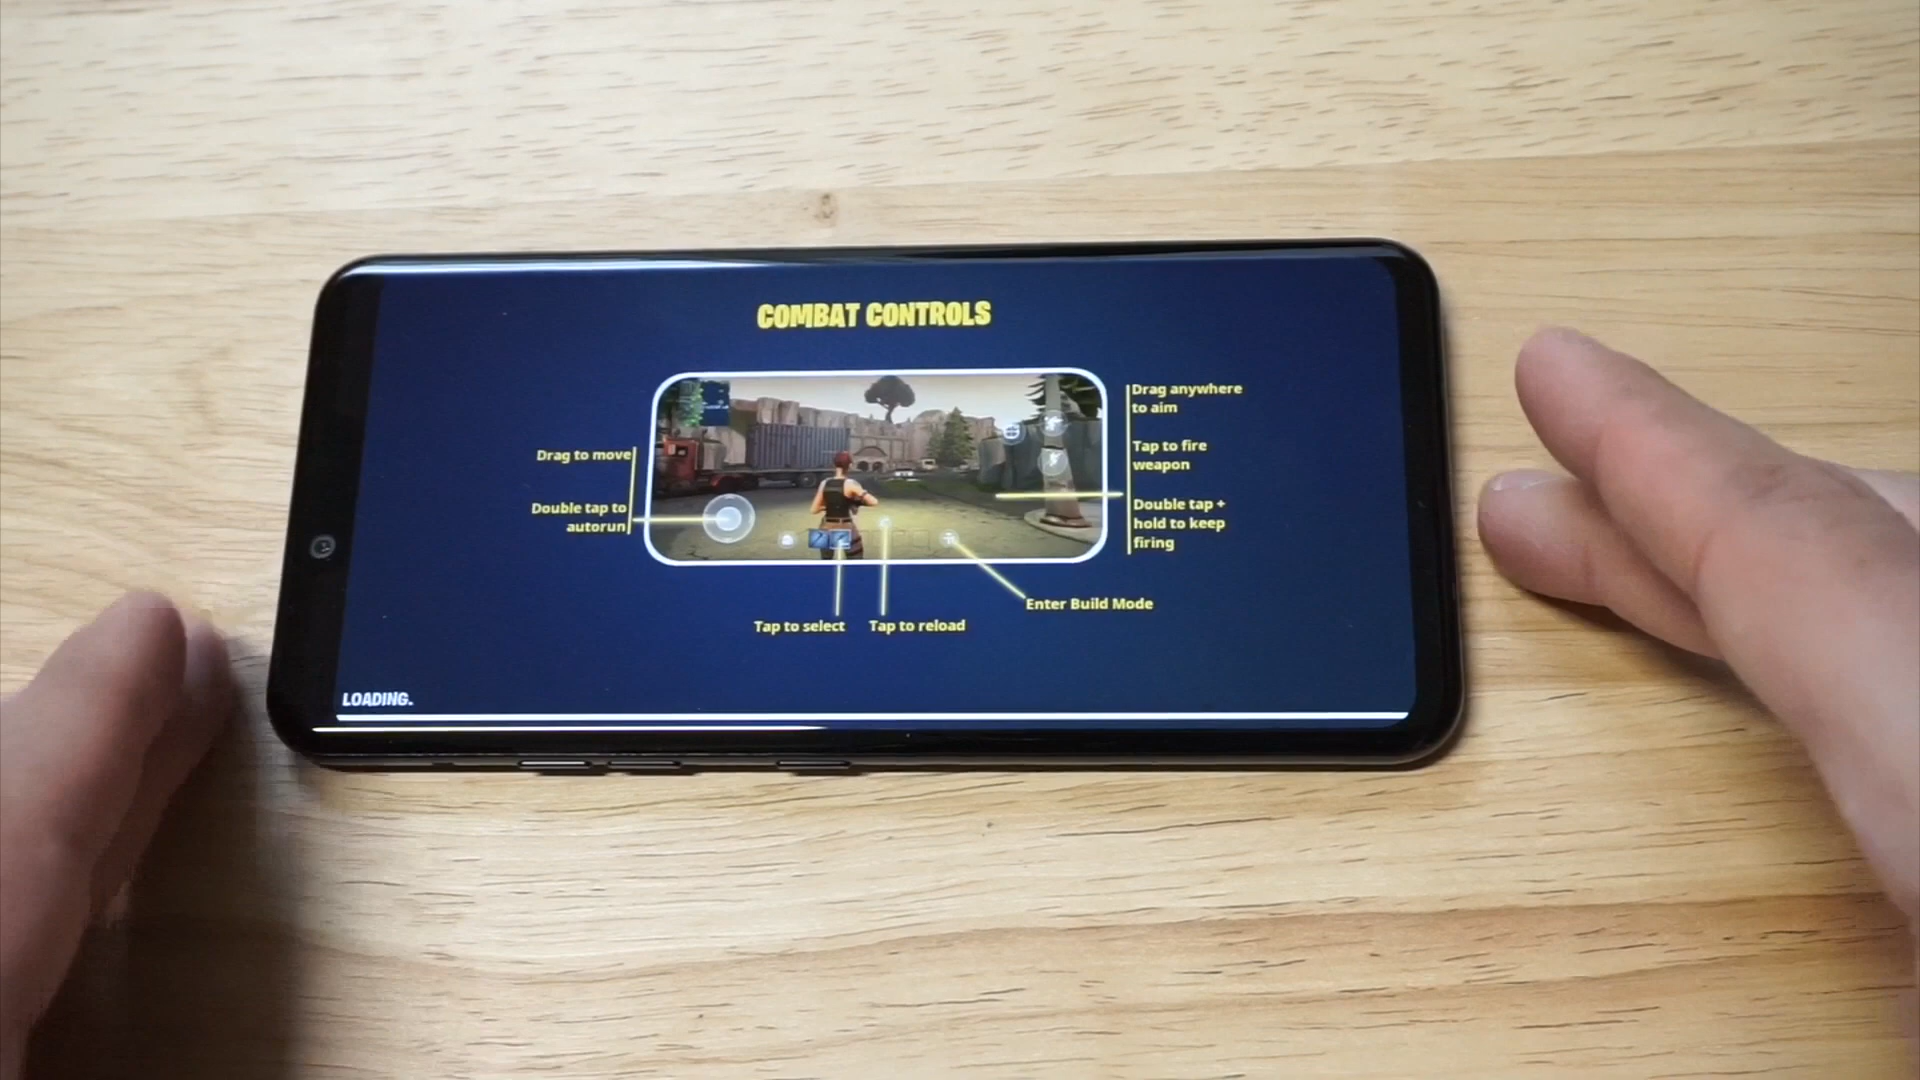 COMBAT CONTROLS
Drag to move
Double tap to
autorun
Drag anywhere
to aim
Tap to fire
weapon
Double tap +
hold to keep
firing
Enter Build Mode
Tap to select
Tap to reload
LOADING.